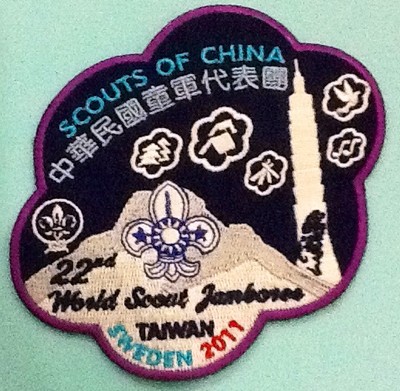 SCOUTS OF CHINA
中華民國童軍代表團
22nd
World Scout Jamboree
TAIWAN
SWEDEN 2011